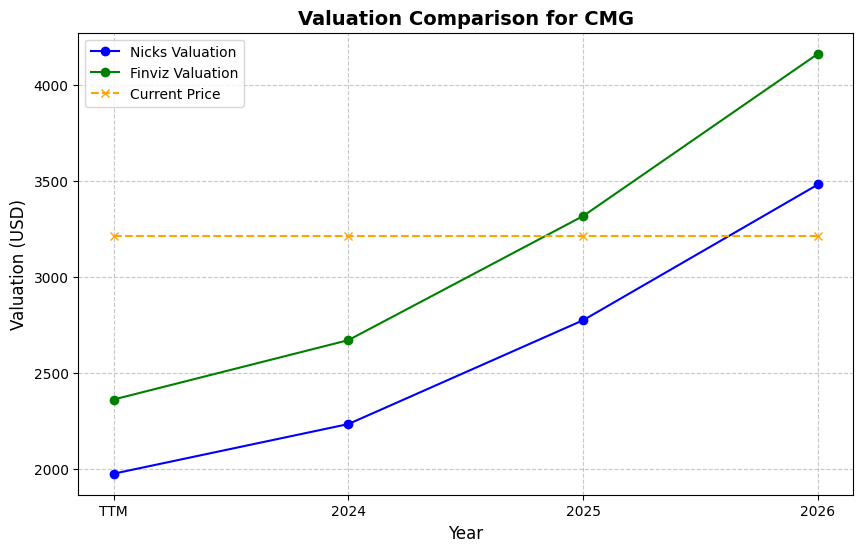 Valuation Comparison for CMG
Nicks Valuation
Finviz Valuation
Current Price
Valuation (USD)
4000
3500
3000
2500
2000
TTM
2024
2025
2026
Year